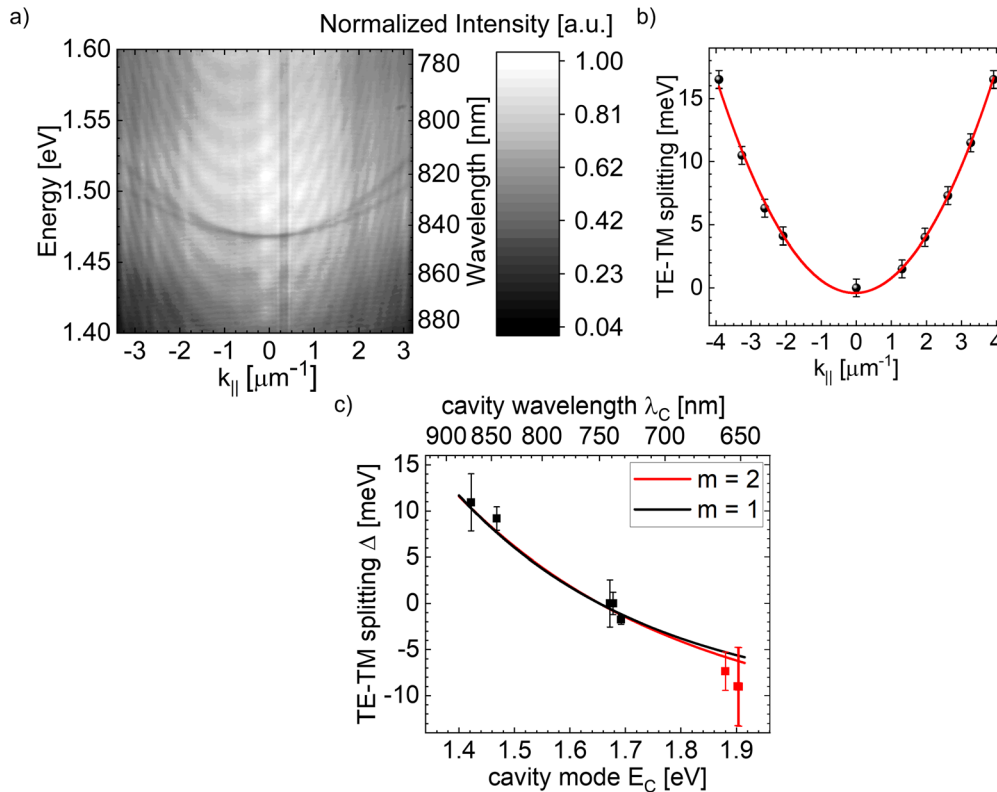 a)
Normalized Intensity [a.u.]
1.60
1.55
1.50
1.45
1.40
Energy [eV]
-3 -2 -1 0 1 2 3
k|| [μm⁻¹]
780
800
820
840
860
880
Wavelength [nm]
1.00
0.81
0.62
0.42
0.23
0.04
b)
TE-TM splitting [meV]
15
10
5
0
-4 -3 -2 -1 0 1 2 3 4
k|| [μm⁻¹]
c)
cavity wavelength λC [nm]
900 850 800 750 700 650
TE-TM splitting Δ [meV]
15
10
5
0
-5
-10
m = 2
m = 1
1.4 1.5 1.6 1.7 1.8 1.9
cavity mode EC [eV]